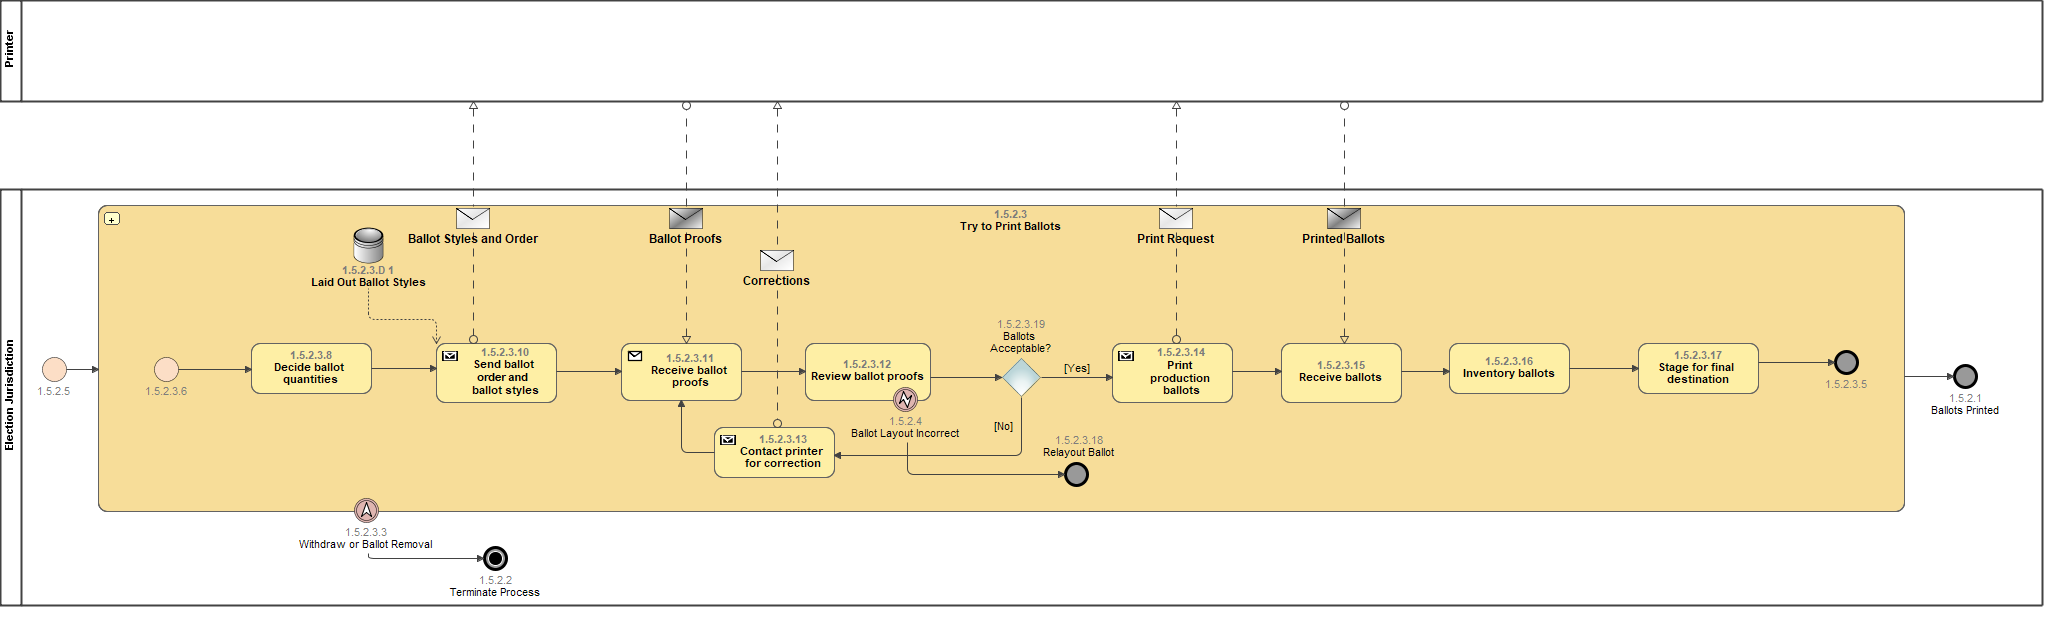 Printer
Election Jurisdiction
1.5.2.3
Try to Print Ballots
Ballot Styles and Order
Ballot Proofs
Corrections
Print Request
Printed Ballots
1.5.2.3.D 1
Laid Out Ballot Styles
1.5.2.5
1.5.2.3.6
1.5.2.3.8
Decide ballot
quantities
1.5.2.3.10
Send ballot
order and
ballot styles
1.5.2.3.11
Receive ballot
proofs
1.5.2.3.12
Review ballot proofs
1.5.2.4
Ballot Layout Incorrect
1.5.2.3.13
Contact printer
for correction
1.5.2.3.19
Ballots
Acceptable?
[Yes]
[No]
1.5.2.3.18
Relayout Ballot
1.5.2.3.14
Print
production
ballots
1.5.2.3.15
Receive ballots
1.5.2.3.16
Inventory ballots
1.5.2.3.17
Stage for final
destination
1.5.2.3.5
1.5.2.1
Ballots Printed
1.5.2.3.3
Withdraw or Ballot Removal
1.5.2.2
Terminate Process